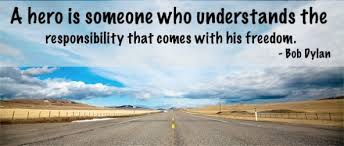 A hero is someone who understands the
responsibility that comes with his freedom.
- Bob Dylan